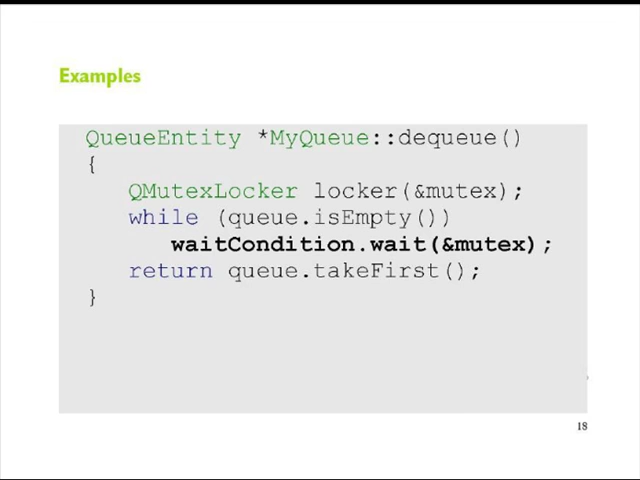 Examples
QueueEntity *MyQueue::dequeue()
{
QMutexLocker locker(&mutex);
while (queue.isEmpty())
waitCondition.wait(&mutex);
return queue.takeFirst();
}
18